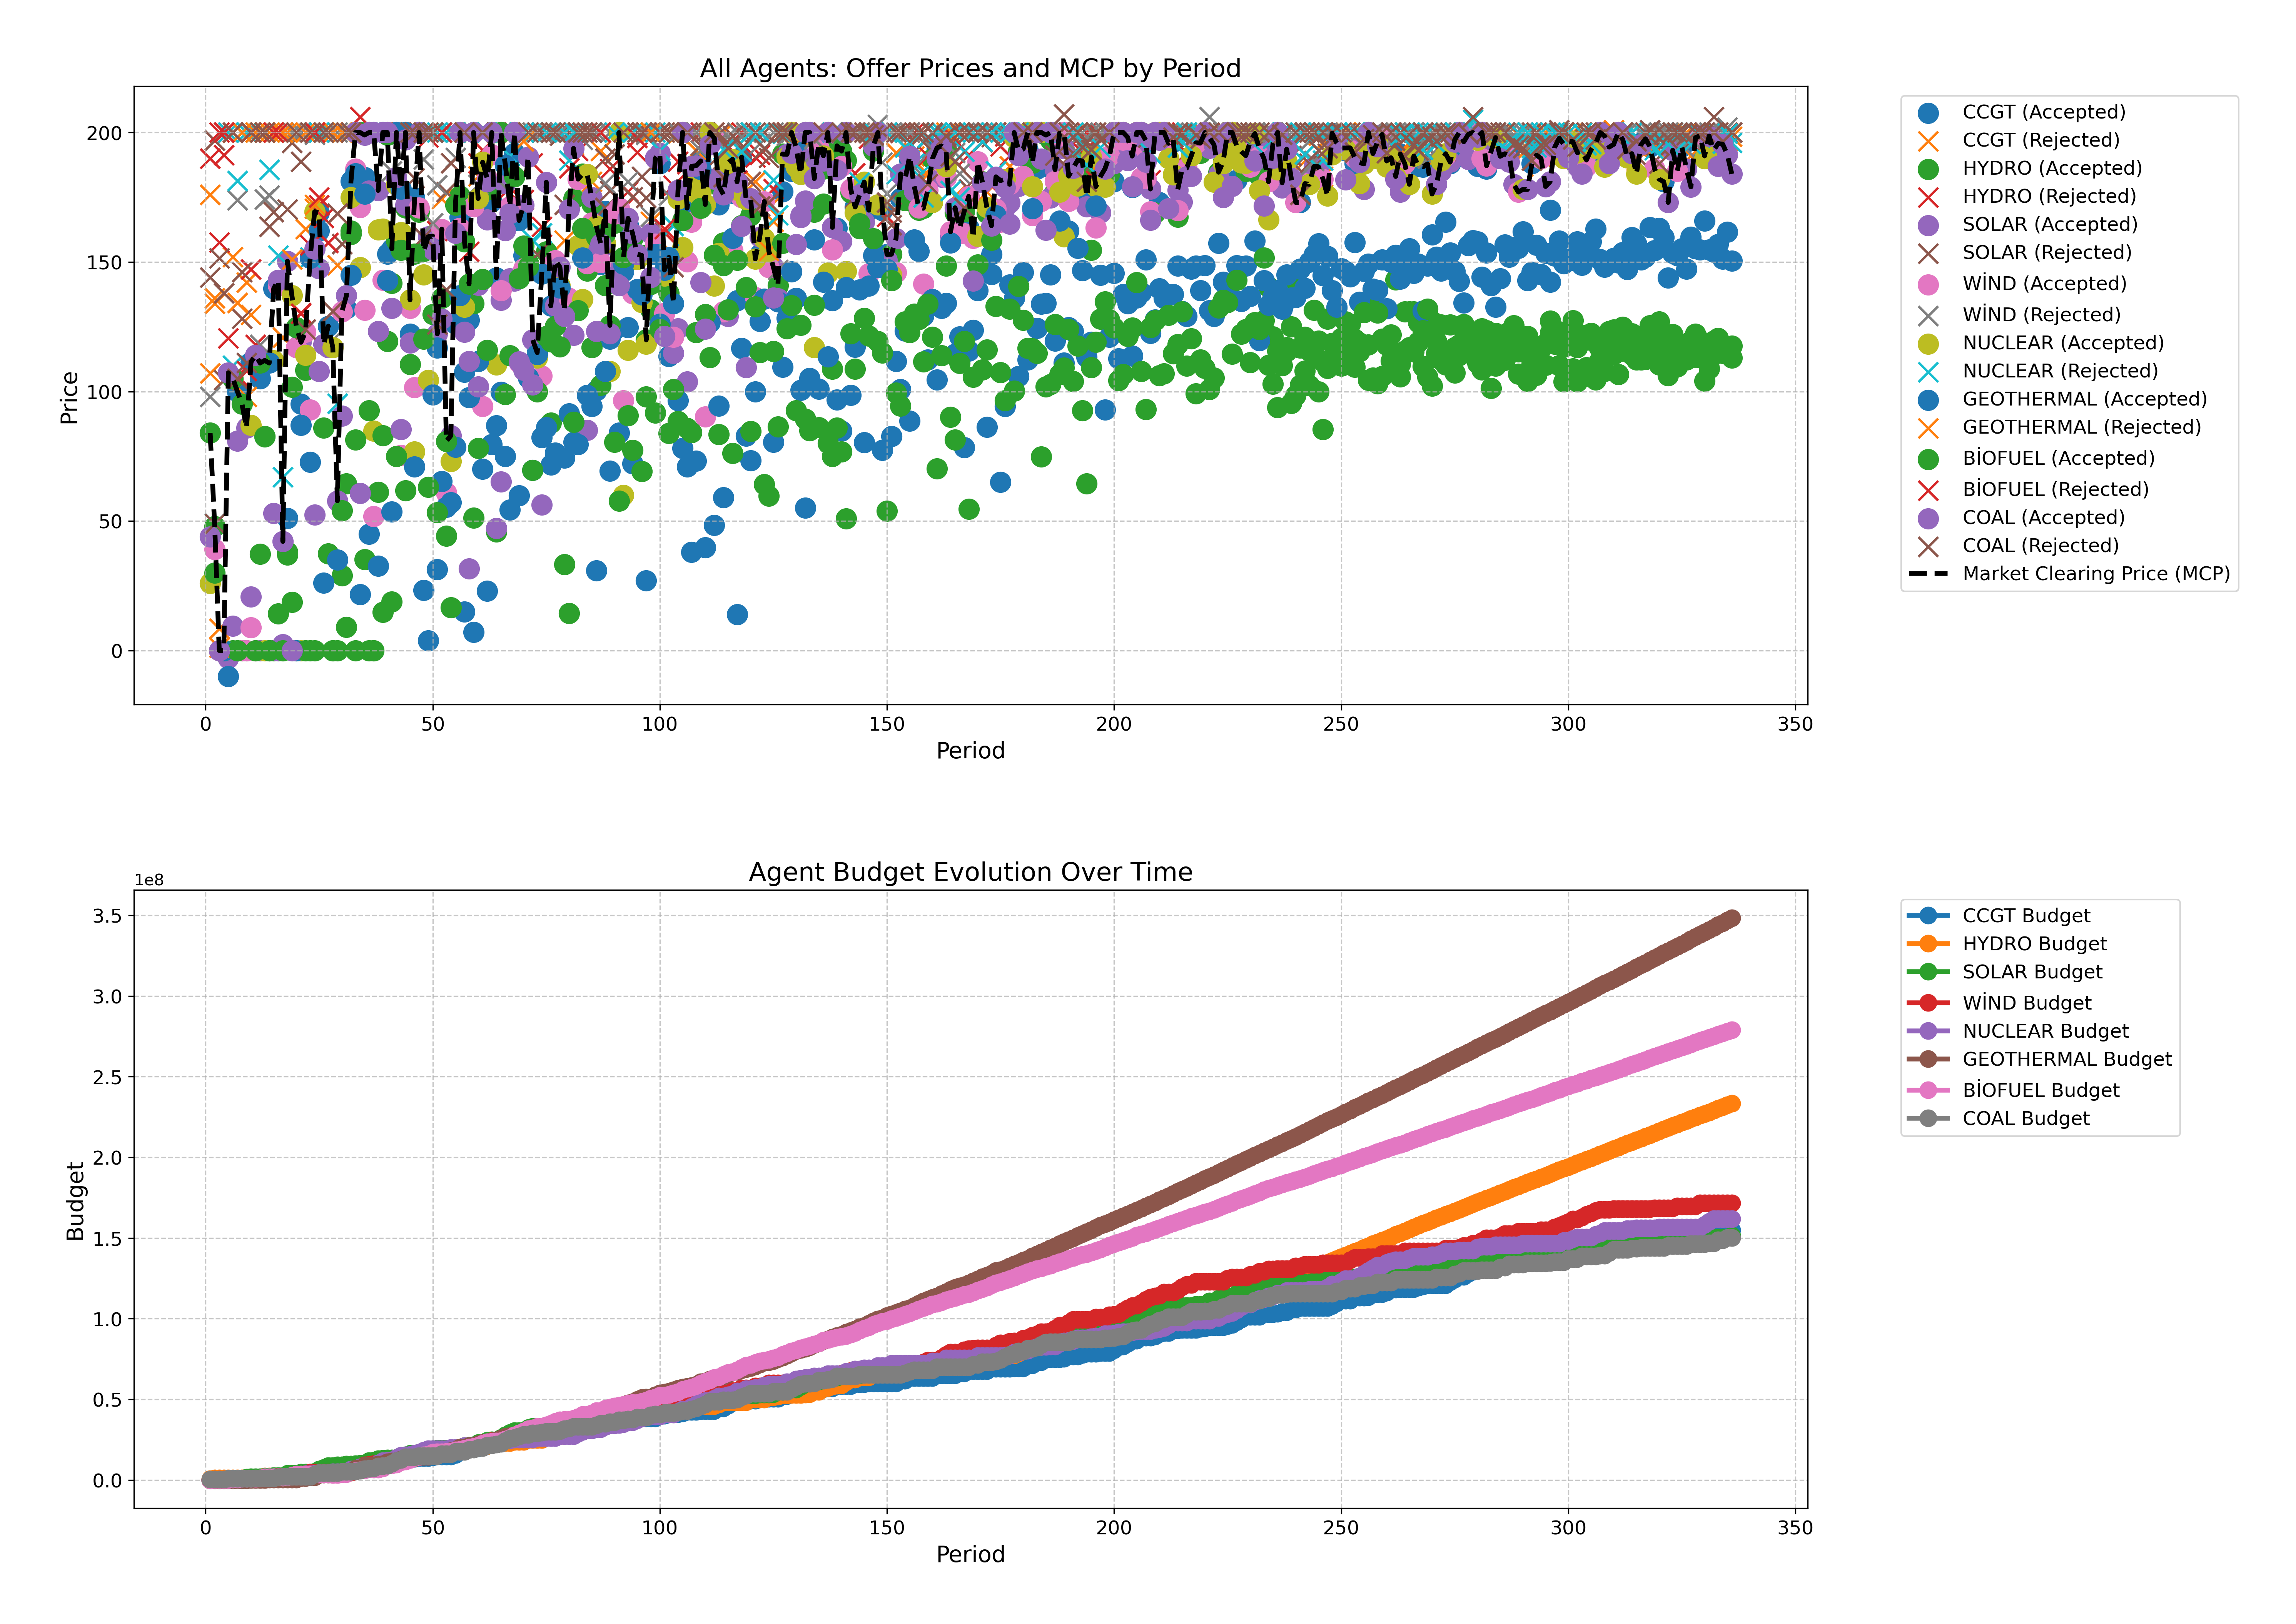 All Agents: Offer Prices and MCP by Period
Price
200
150
100
50
0
0 50 100 150 200 250 300 350
Period
CCGT (Accepted)
CCGT (Rejected)
HYDRO (Accepted)
HYDRO (Rejected)
SOLAR (Accepted)
SOLAR (Rejected)
WİND (Accepted)
WİND (Rejected)
NUCLEAR (Accepted)
NUCLEAR (Rejected)
GEOTHERMAL (Accepted)
GEOTHERMAL (Rejected)
BİOFUEL (Accepted)
BİOFUEL (Rejected)
COAL (Accepted)
COAL (Rejected)
Market Clearing Price (MCP)
Agent Budget Evolution Over Time
1e8
Budget
3.5
3.0
2.5
2.0
1.5
1.0
0.5
0.0
0 50 100 150 200 250 300 350
Period
CCGT Budget
HYDRO Budget
SOLAR Budget
WİND Budget
NUCLEAR Budget
GEOTHERMAL Budget
BİOFUEL Budget
COAL Budget